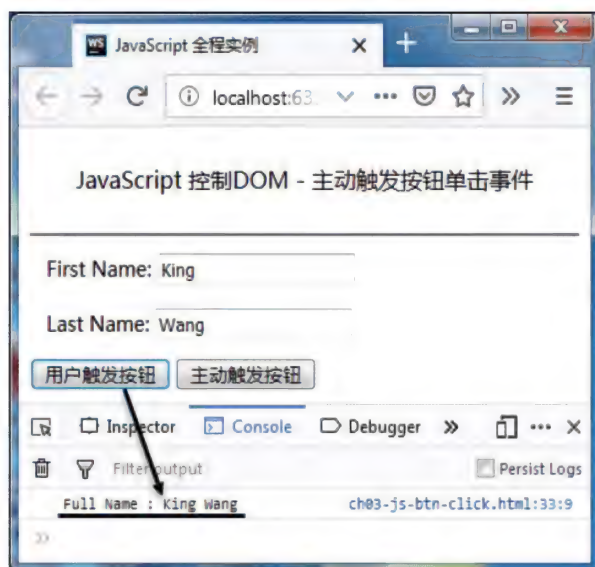 WS JavaScript 全程实例
localhost:63
JavaScript 控制DOM - 主动触发按钮单击事件
First Name: King
Last Name: Wang
用户触发按钮 主动触发按钮
Inspector Console Debugger
Filter output Persist Logs
Full Name : King Wang ch03-js-btn-click.html:33:9